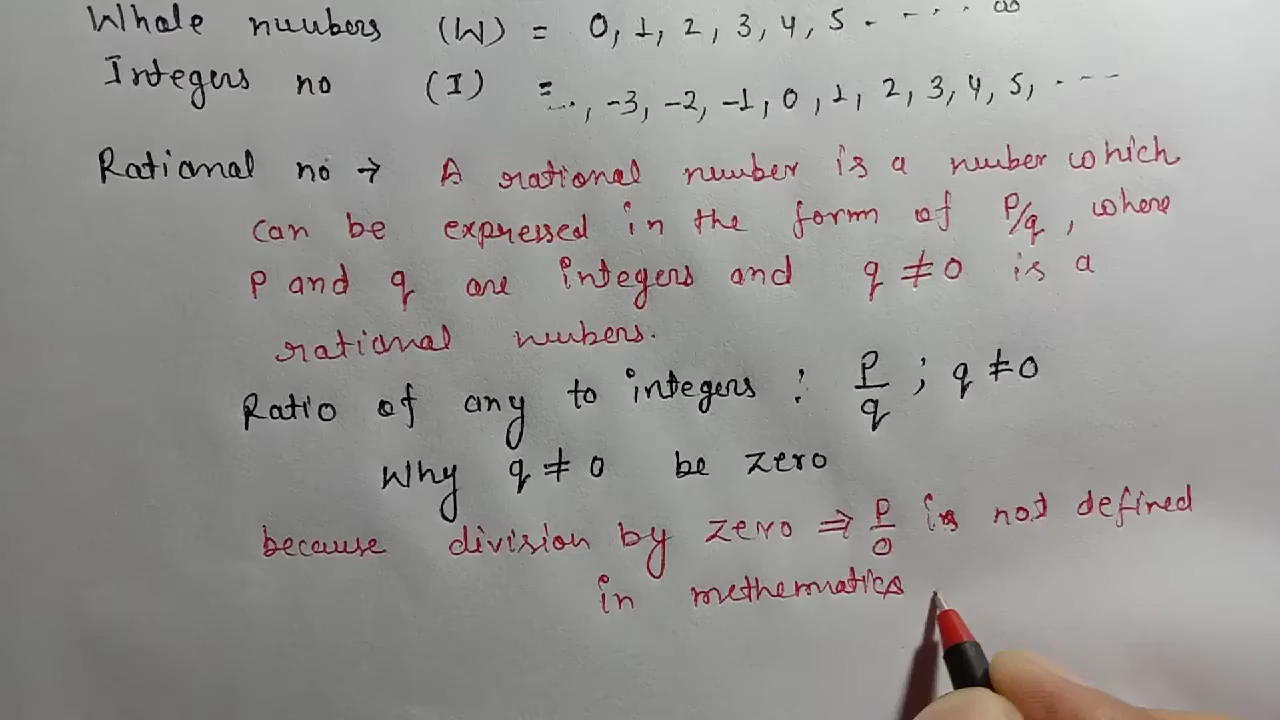 Whole numbers (W) = 0, 1, 2, 3, 4, 5 - - - - ∞
Integers no (I) = ..., -3, -2, -1, 0, 1, 2, 3, 4, 5, - - -
Rational no → A rational number is a number which
can be expressed in the form of P/q, where
P and q are integers and q ≠ 0 is a
rational numbers.
Ratio of any to integers : P/q ; q ≠ 0
Why q ≠ 0 be zero
because division by zero ⇒ P/0 is not defined
in methematics